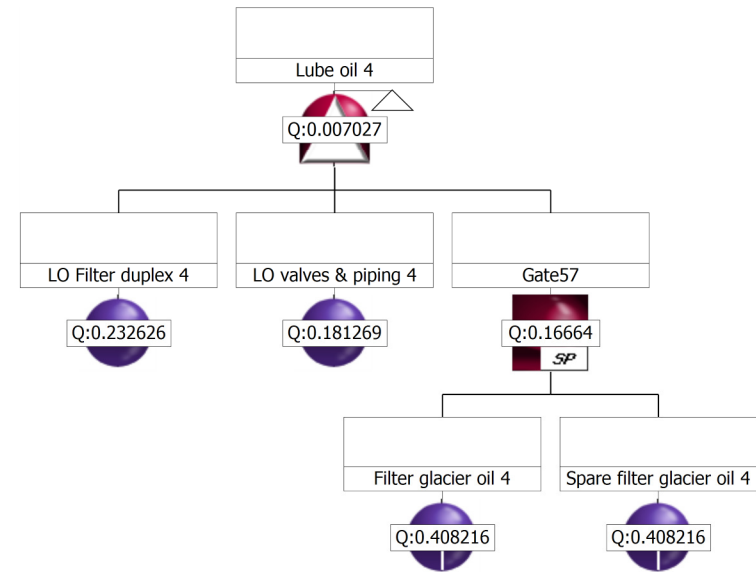 Lube oil 4
Q:0.007027
LO Filter duplex 4
LO valves & piping 4
Gate57
Q:0.232626
Q:0.181269
Q:0.16664
SP
Filter glacier oil 4
Spare filter glacier oil 4
Q:0.408216
Q:0.408216